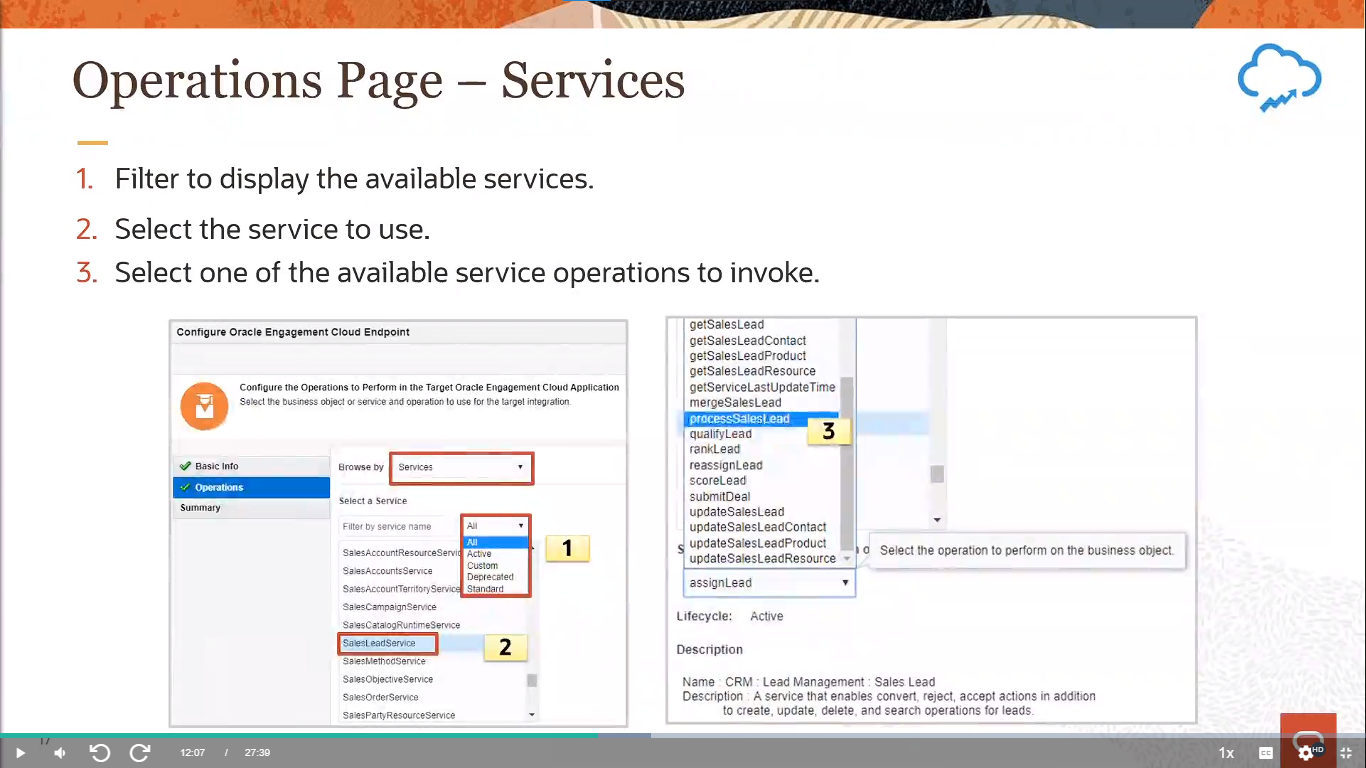 Operations Page – Services
1. Filter to display the available services.
2. Select the service to use.
3. Select one of the available service operations to invoke.
Configure Oracle Engagement Cloud Endpoint
Configure the Operations to Perform in the Target Oracle Engagement Cloud Application
Select the business object or service and operation to use for the target integration.
Basic Info
Operations
Summary
Browse by Services
Select a Service
Filter by service name All
All
Active
Custom
Deprecated
Standard
1
SalesAccountResourceServic
SalesAccountsService
SalesAccountTerritoryService
SalesCampaignService
SalesCatalogRuntimeService
SalesLeadService
2
SalesMethodService
SalesObjectiveService
SalesOrderService
SalesPartyResourceService
getSalesLead
getSalesLeadContact
getSalesLeadProduct
getSalesLeadResource
getServiceLastUpdateTime
mergeSalesLead
processSalesLead
3
qualifyLead
rankLead
reassignLead
scoreLead
submitDeal
updateSalesLead
updateSalesLeadContact
updateSalesLeadProduct
updateSalesLeadResource
Select the operation to perform on the business object.
assignLead
Lifecycle: Active
Description
Name : CRM : Lead Management : Sales Lead
Description : A service that enables convert, reject, accept actions in addition
to create, update, delete, and search operations for leads.
17
12:07 / 27:39
1x
CC
HD